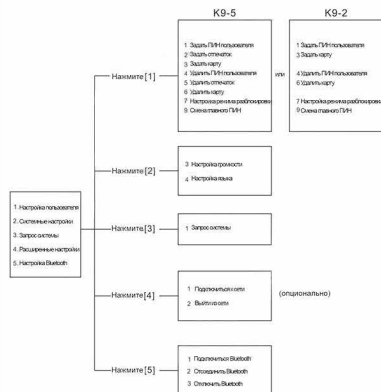 K9-5
K9-2
1 Задать ПИН пользователя
2 Задать отпечаток
3 Задать карту
4 Удалить ПИН пользователя
5 Удалить отпечаток
6 Удалить карту
7 Настройка режима разблокировки
9 Смена главного ПИН
или
1 Задать ПИН пользователя
3 Задать карту
4 Удалить ПИН пользователя
6 Удалить карту
7 Настройка режима разблокировки
9 Смена главного ПИН
Нажмите [1]
Нажмите [2]
3 Настройка громкости
4 Настройка языка
1. Настройка пользователя
2. Системные настройки
3. Запрос системы
4. Расширенные настройки
5. Настройка Bluetooth
Нажмите [3]
1 Запрос системы
Нажмите [4]
1 Подключиться к сети
2 Выйти из сети
(опционально)
Нажмите [5]
1 Подключиться Bluetooth
2 Отсоединить Bluetooth
3 Отключить Bluetooth